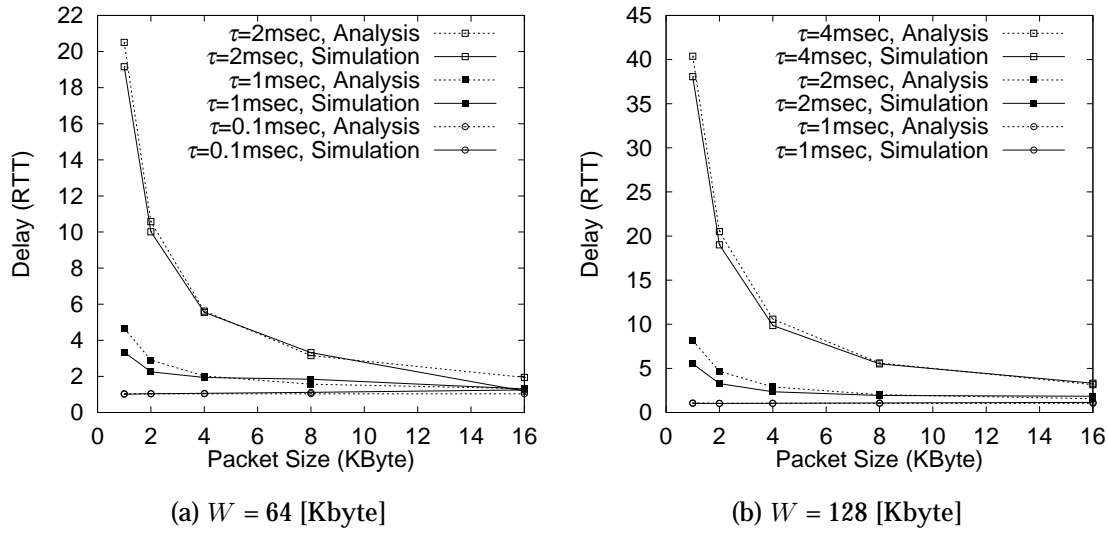 22
20
18
16
14
12
10
8
6
4
2
0
Delay (RTT)
τ=2msec, Analysis
τ=2msec, Simulation
τ=1msec, Analysis
τ=1msec, Simulation
τ=0.1msec, Analysis
τ=0.1msec, Simulation
0 2 4 6 8 10 12 14 16
Packet Size (KByte)
(a) W = 64 [Kbyte]
45
40
35
30
25
20
15
10
5
0
Delay (RTT)
τ=4msec, Analysis
τ=4msec, Simulation
τ=2msec, Analysis
τ=2msec, Simulation
τ=1msec, Analysis
τ=1msec, Simulation
0 2 4 6 8 10 12 14 16
Packet Size (KByte)
(b) W = 128 [Kbyte]